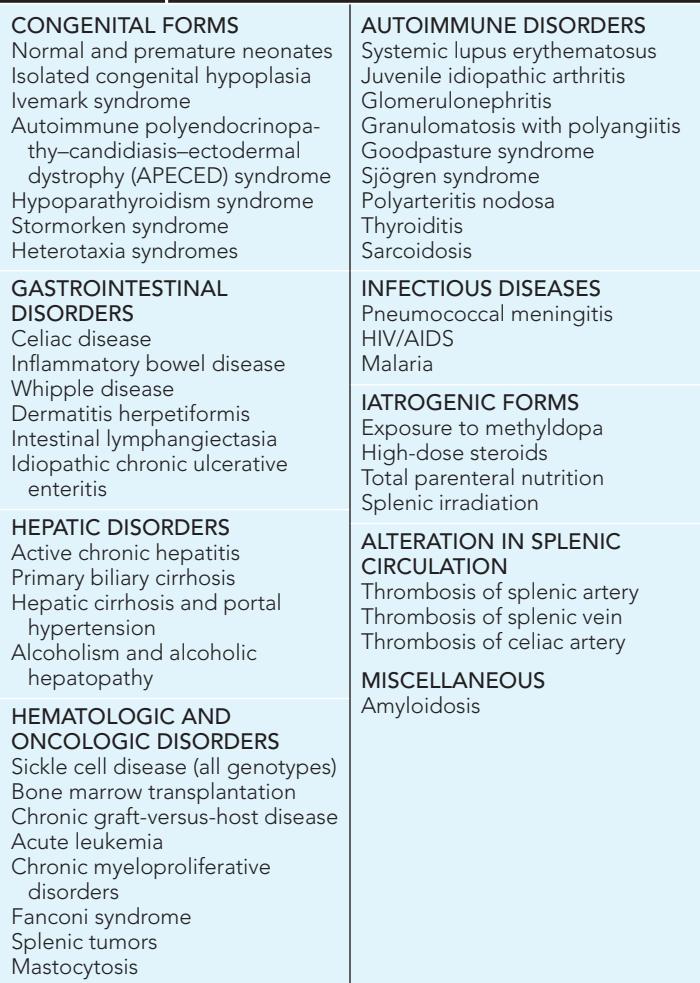 CONGENITAL FORMS
Normal and premature neonates
Isolated congenital hypoplasia
Ivemark syndrome
Autoimmune polyendocrinopa-
thy–candidiasis–ectodermal
dystrophy (APECED) syndrome
Hypoparathyroidism syndrome
Stormorken syndrome
Heterotaxia syndromes
GASTROINTESTINAL
DISORDERS
Celiac disease
Inflammatory bowel disease
Whipple disease
Dermatitis herpetiformis
Intestinal lymphangiectasia
Idiopathic chronic ulcerative
enteritis
HEPATIC DISORDERS
Active chronic hepatitis
Primary biliary cirrhosis
Hepatic cirrhosis and portal
hypertension
Alcoholism and alcoholic
hepatopathy
HEMATOLOGIC AND
ONCOLOGIC DISORDERS
Sickle cell disease (all genotypes)
Bone marrow transplantation
Chronic graft-versus-host disease
Acute leukemia
Chronic myeloproliferative
disorders
Fanconi syndrome
Splenic tumors
Mastocytosis
AUTOIMMUNE DISORDERS
Systemic lupus erythematosus
Juvenile idiopathic arthritis
Glomerulonephritis
Granulomatosis with polyangiitis
Goodpasture syndrome
Sjögren syndrome
Polyarteritis nodosa
Thyroiditis
Sarcoidosis
INFECTIOUS DISEASES
Pneumococcal meningitis
HIV/AIDS
Malaria
IATROGENIC FORMS
Exposure to methyldopa
High-dose steroids
Total parenteral nutrition
Splenic irradiation
ALTERATION IN SPLENIC
CIRCULATION
Thrombosis of splenic artery
Thrombosis of splenic vein
Thrombosis of celiac artery
MISCELLANEOUS
Amyloidosis